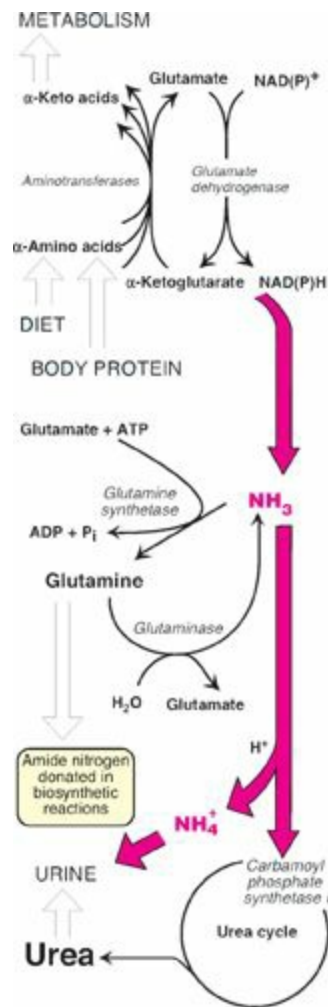 METABOLISM
Glutamate NAD(P)⁺
α-Keto acids
Aminotransferases
Glutamate
dehydrogenase
α-Amino acids
α-Ketoglutarate NAD(P)H
DIET
BODY PROTEIN
Glutamate + ATP
Glutamine
synthetase
NH₃
ADP + Pᵢ
Glutamine
Glutaminase
H₂O Glutamate
H⁺
Amide nitrogen
donated in
biosynthetic
reactions
NH₄⁺
Carbamoyl
phosphate
synthetase I
URINE
Urea cycle
Urea